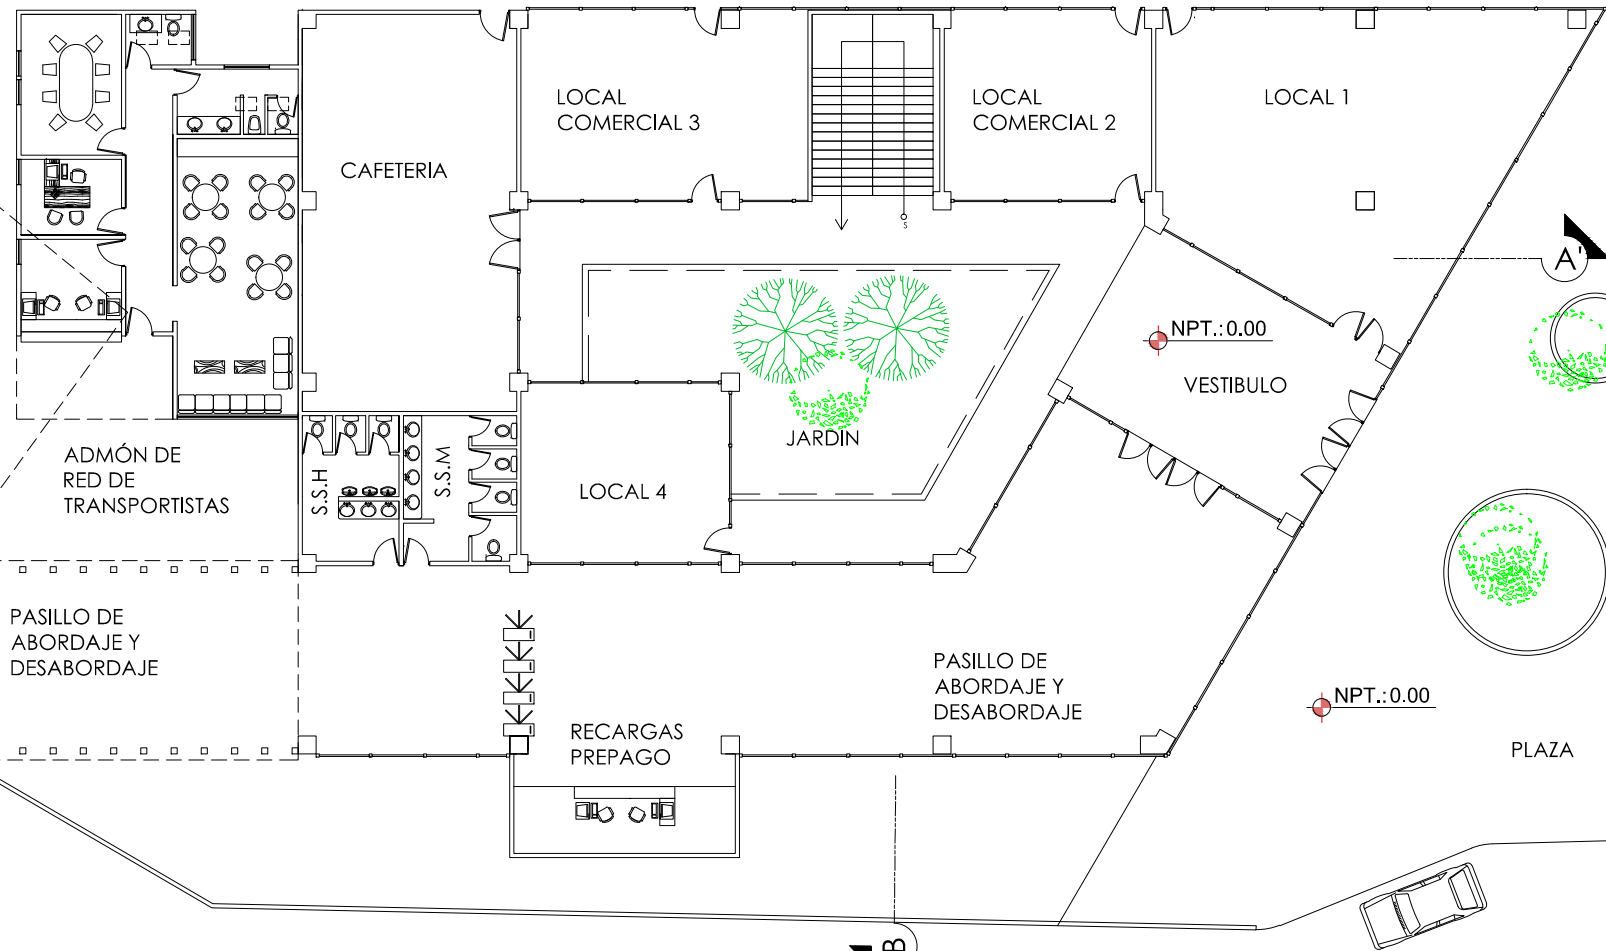 LOCAL
COMERCIAL 3
LOCAL
COMERCIAL 2
LOCAL 1
CAFETERIA
S
A'
NPT.:0.00
VESTIBULO
JARDIN
ADMÓN DE
RED DE
TRANSPORTISTAS
S.S.H
S.S.M
LOCAL 4
PASILLO DE
ABORDAJE Y
DESABORDAJE
PASILLO DE
ABORDAJE Y
DESABORDAJE
NPT.:0.00
RECARGAS
PREPAGO
PLAZA
B